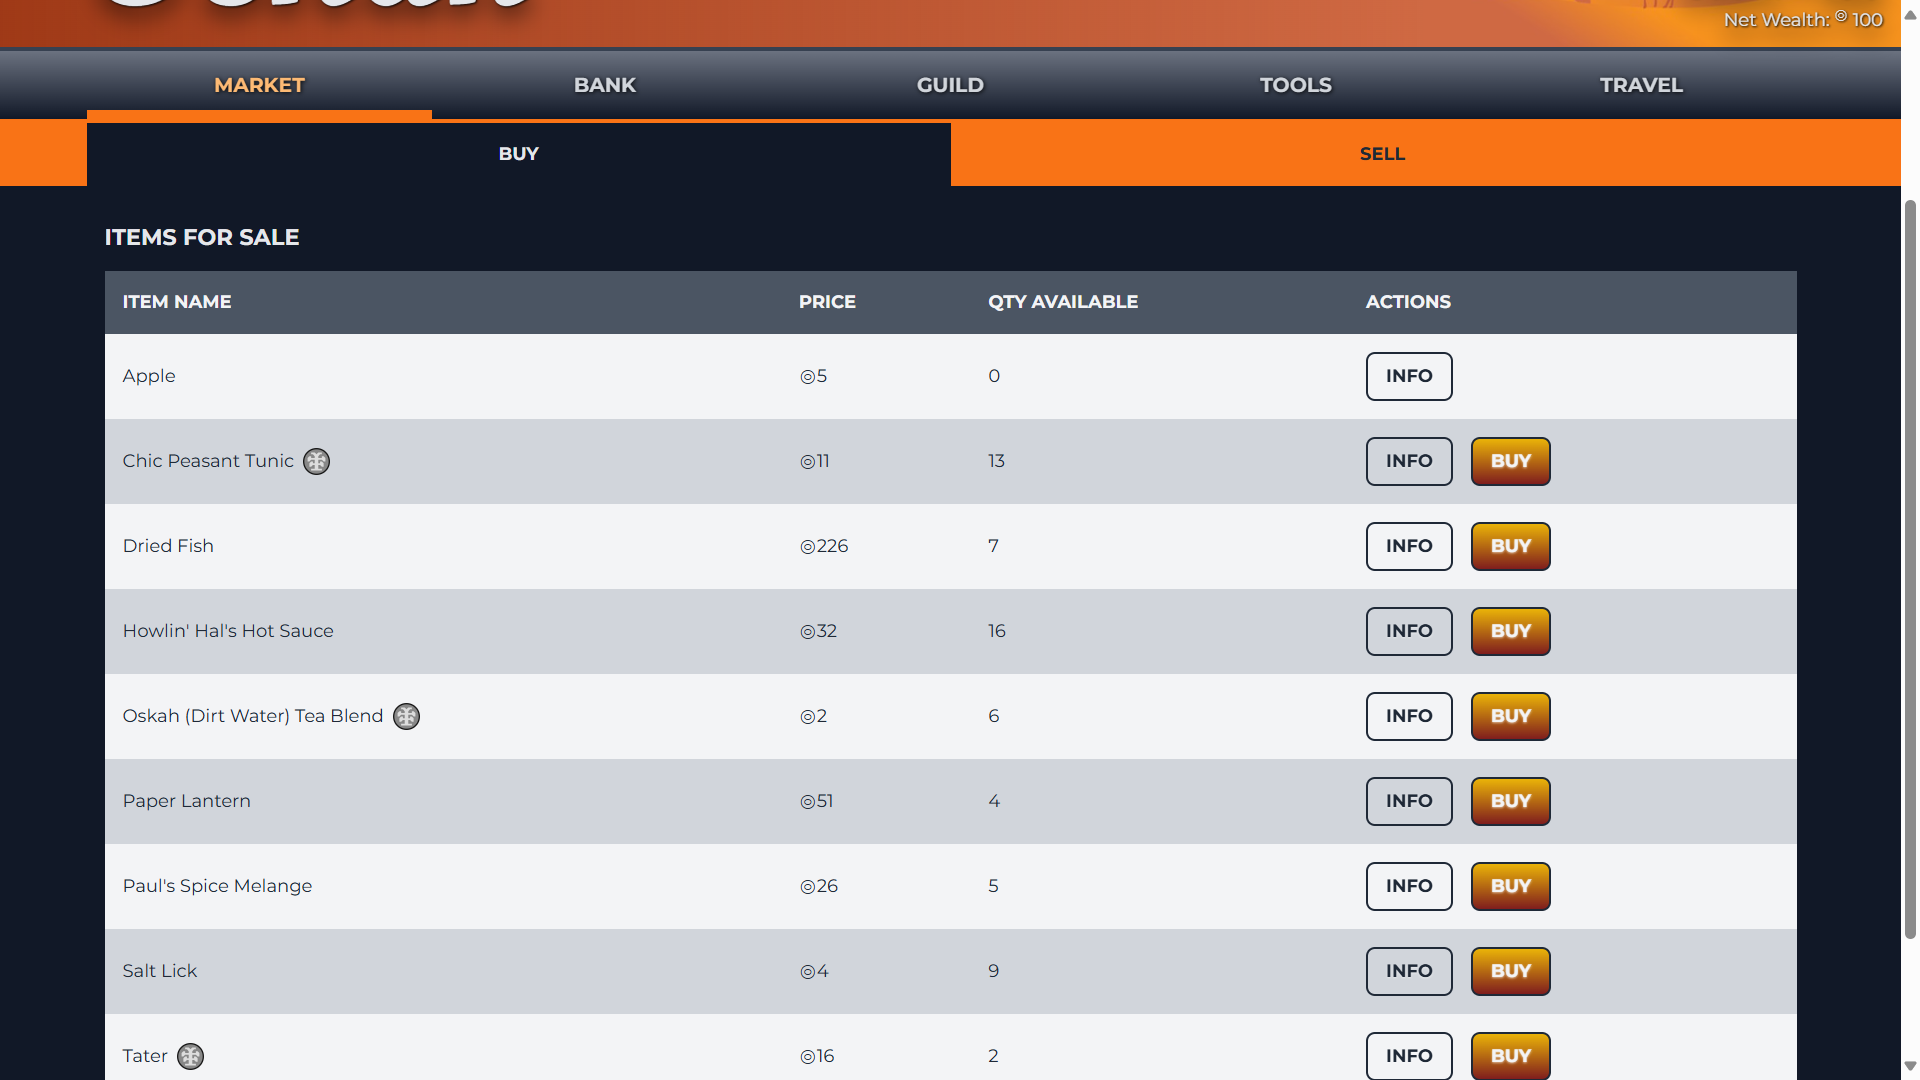 Net Wealth: © 100
MARKET BANK GUILD TOOLS TRAVEL
BUY SELL
ITEMS FOR SALE
ITEM NAME PRICE QTY AVAILABLE ACTIONS
Apple ◎5 0 INFO
Chic Peasant Tunic ◎11 13 INFO BUY
Dried Fish ◎226 7 INFO BUY
Howlin' Hal's Hot Sauce ◎32 16 INFO BUY
Oskah (Dirt Water) Tea Blend ◎2 6 INFO BUY
Paper Lantern ◎51 4 INFO BUY
Paul's Spice Melange ◎26 5 INFO BUY
Salt Lick ◎4 9 INFO BUY
Tater ◎16 2 INFO BUY